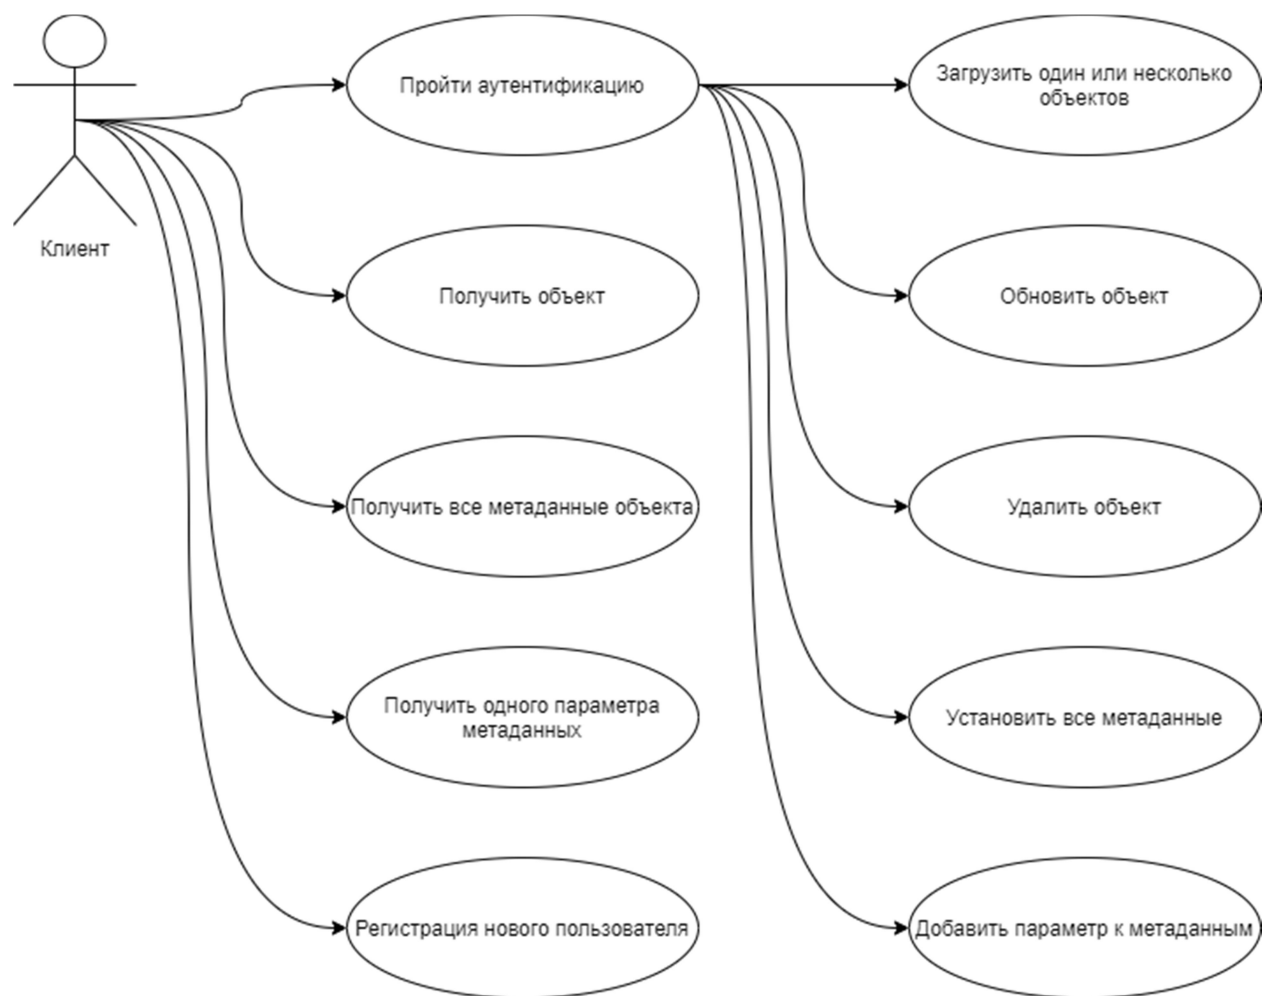 Пройти аутентификацию
Загрузить один или несколько
объектов
Клиент
Получить объект
Обновить объект
Получить все метаданные объекта
Удалить объект
Получить одного параметра
метаданных
Установить все метаданные
Регистрация нового пользователя
Добавить параметр к метаданным